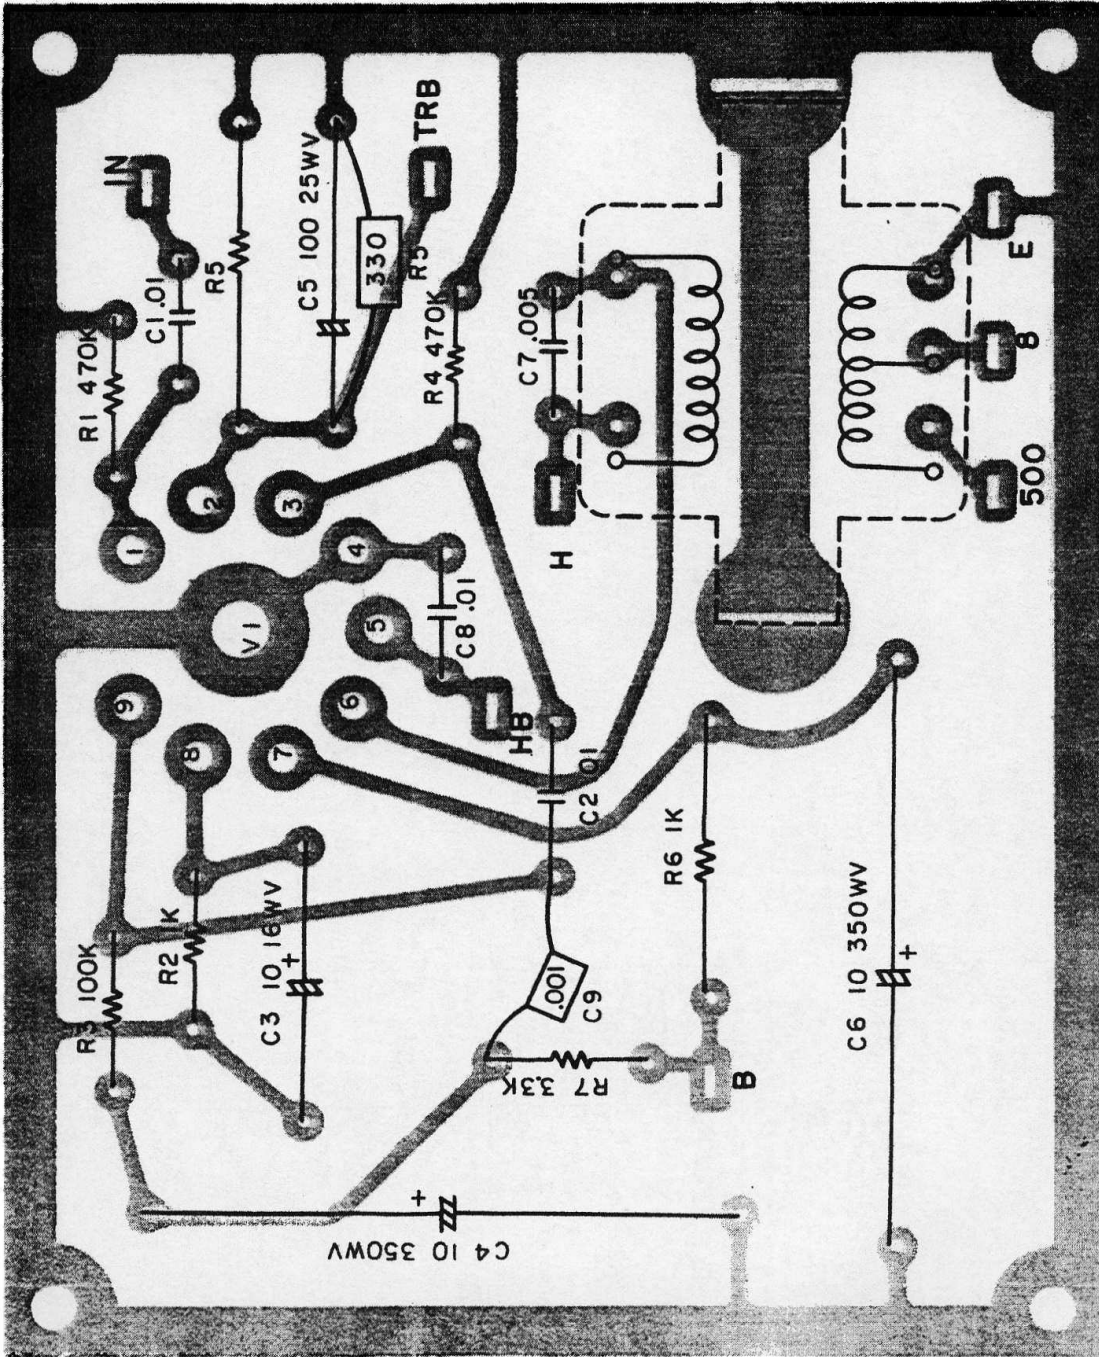 IN
R1 470K
C1 .01
R5
C5 100 25WV
330
R5
TRB
R4 470K
C7 .005
H
E
8
500
1
2
3
4
5
6
7
8
9
V1
C8 .01
HB
C2 .01
R6 1K
R3 100K
R2 1K
C3 10 16WV
+
.001
C9
R7 3.3K
B
C6 10 350WV
+
C4 10 350WV
+